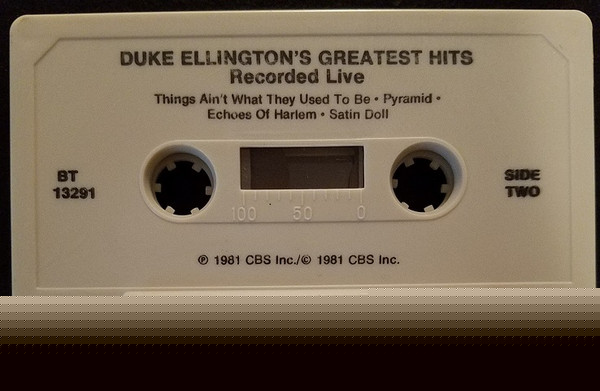 DUKE ELLINGTON'S GREATEST HITS
Recorded Live
Things Ain't What They Used To Be • Pyramid •
Echoes Of Harlem • Satin Doll
BT
13291
SIDE
TWO
100 50 0
℗ 1981 CBS Inc./© 1981 CBS Inc.